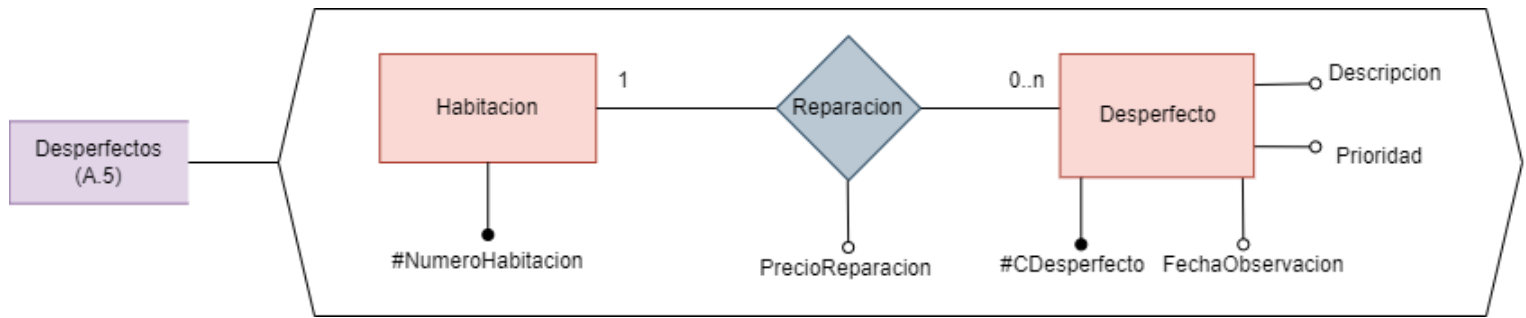 Desperfectos
(A.5)
Habitacion
1
Reparacion
0..n
Desperfecto
Descripcion
Prioridad
#NumeroHabitacion
PrecioReparacion
#CDesperfecto
FechaObservacion